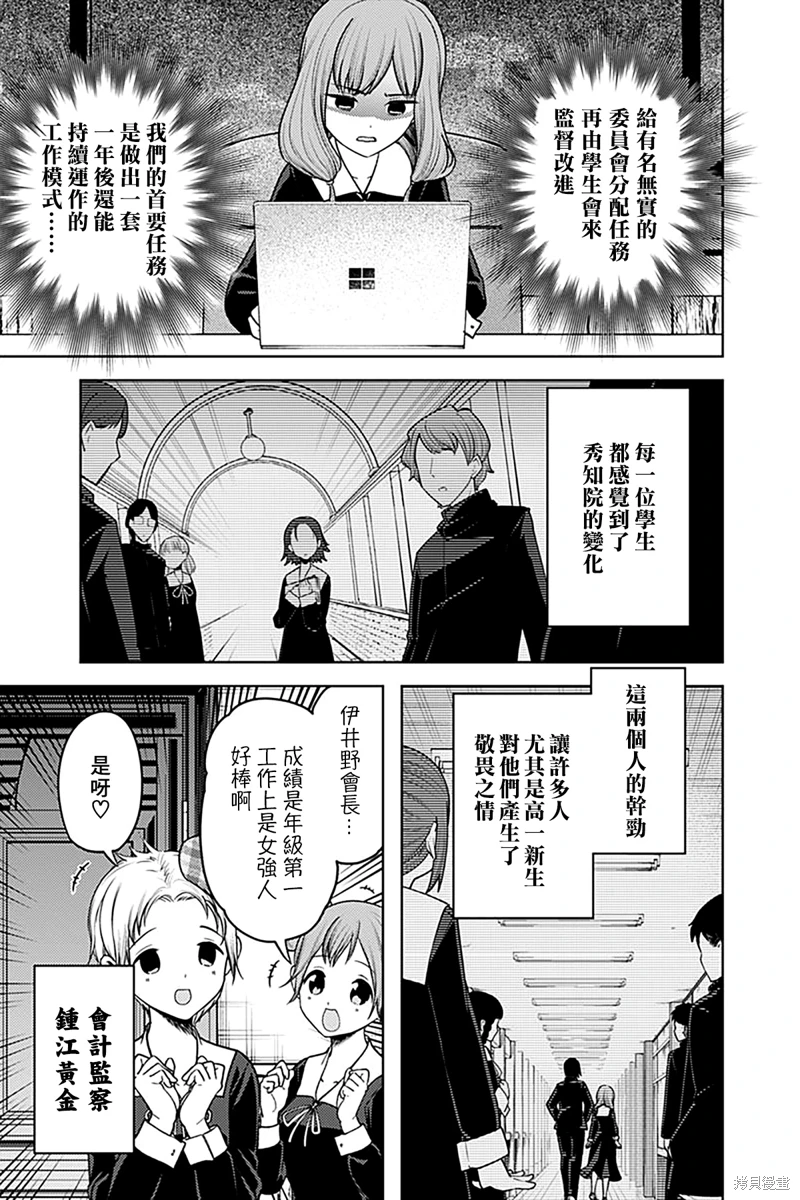 給有名無實的
委員會分配任務
再由學生會來
監督改進
我們的首要任務
是做出一套
一年後還能
持續運作的
工作模式……
每一位學生
都感覺到了
秀知院的變化
這兩個人的幹勁
讓許多人
尤其是高一新生
對他們產生了
敬畏之情
伊井野會長…
成績是年級第一
工作上是女強人
好棒啊
是呀♡
會計監察
鍾江黃金
拷貝漫畫